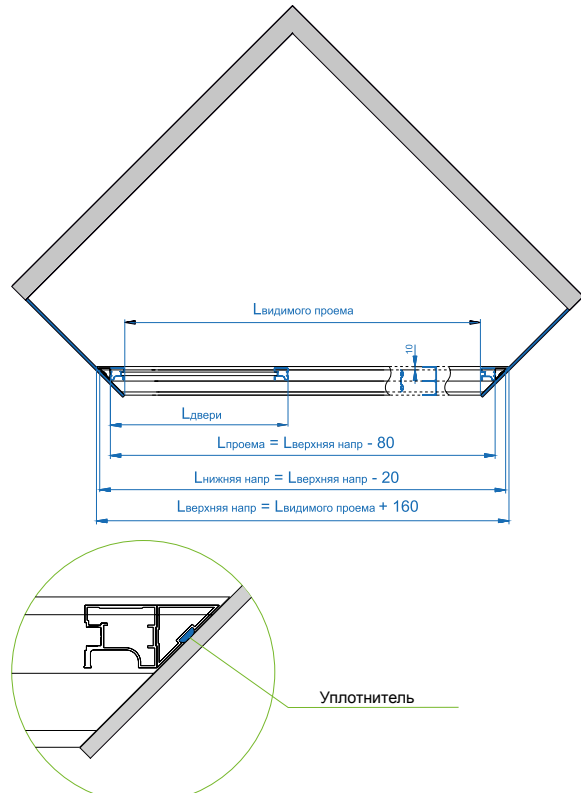 Lвидимого проема
10
Lдвери
Lпроема = Lверхняя напр - 80
Lнижняя напр = Lверхняя напр - 20
Lверхняя напр = Lвидимого проема + 160
Уплотнитель